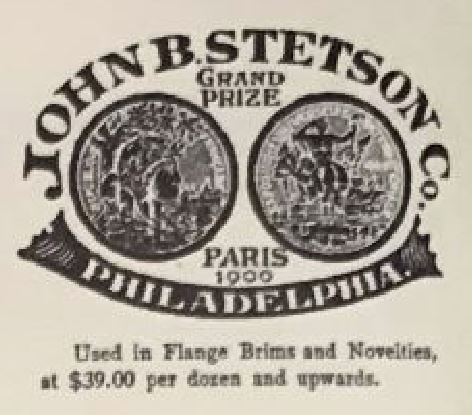 JOHN B. STETSON Co.,
GRAND
PRIZE
PARIS
1900
PHILADELPHIA.
Used in Flange Brims and Novelties,
at $39.00 per dozen and upwards.